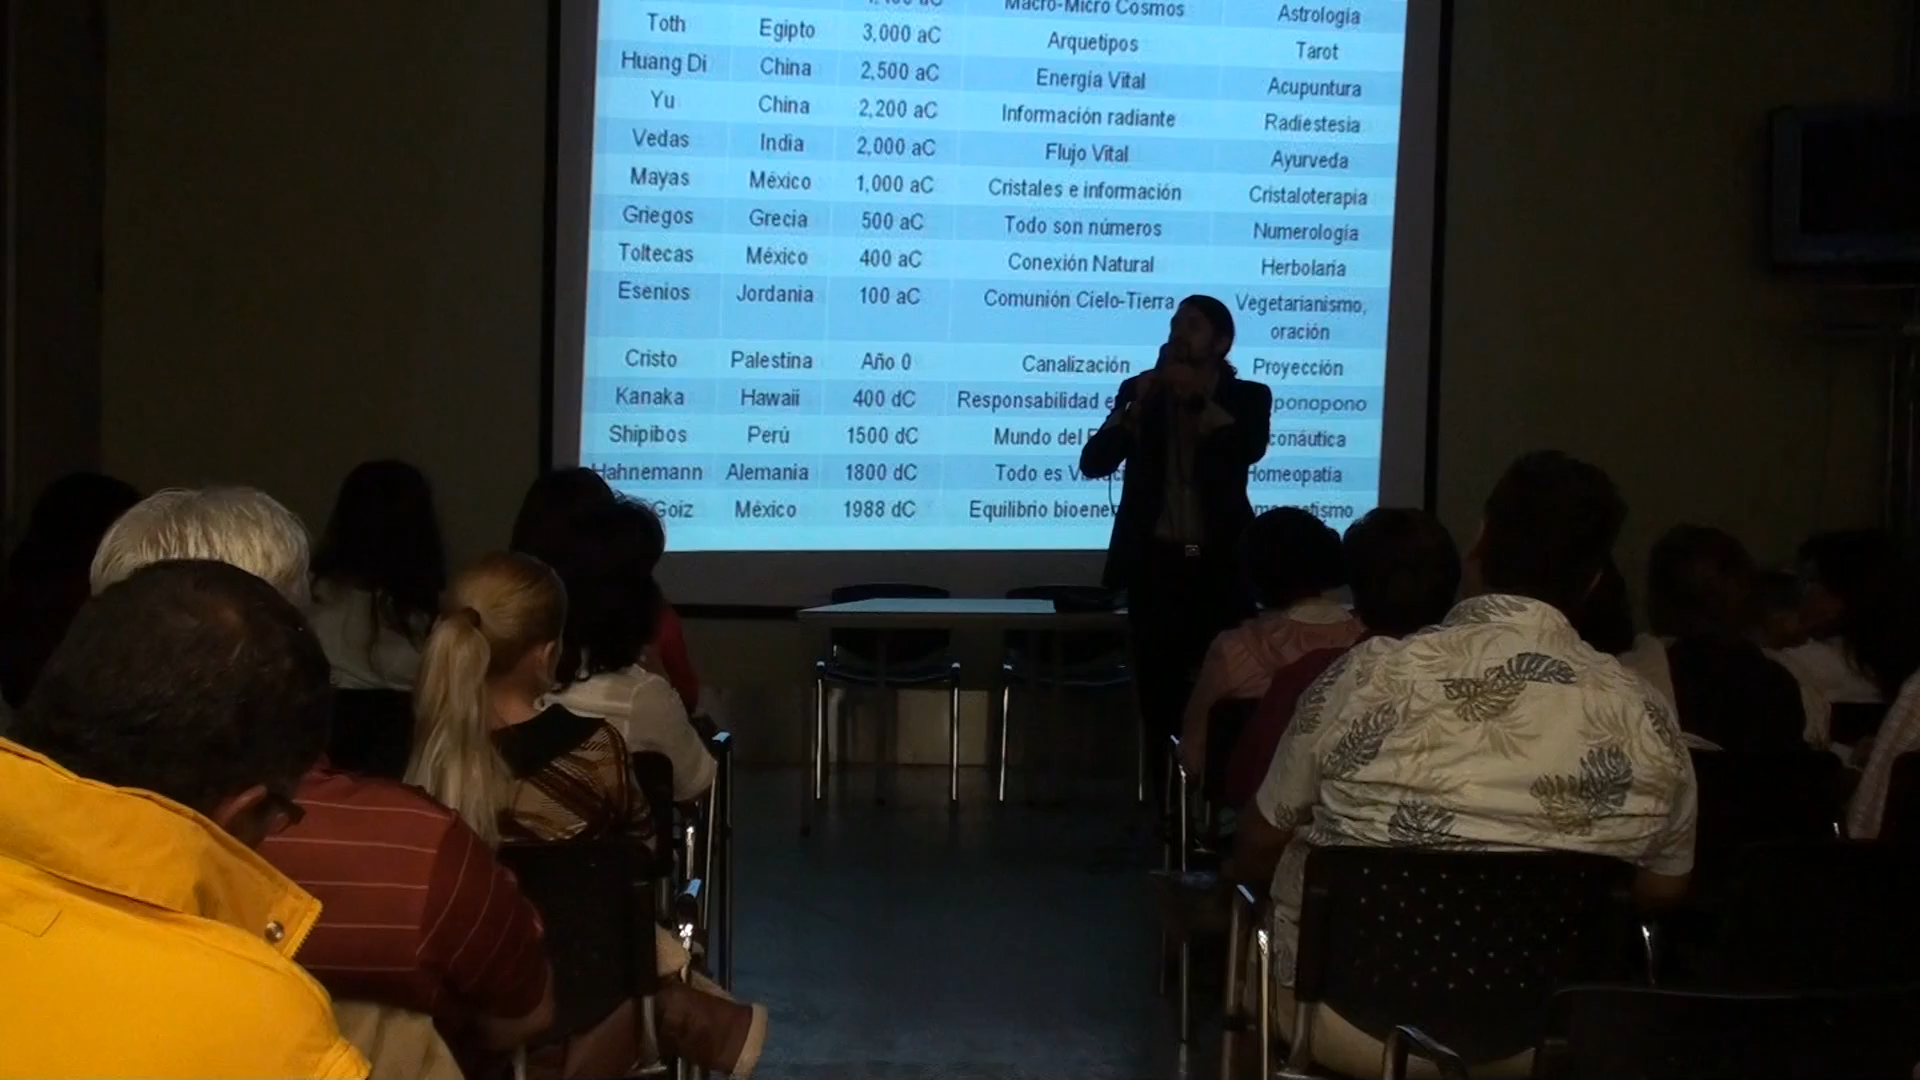 Macro-Micro Cosmos Astrología
Toth Egipto 3,000 aC Arquetipos Tarot
Huang Di China 2,500 aC Energía Vital Acupuntura
Yu China 2,200 aC Información radiante Radiestesia
Vedas India 2,000 aC Flujo Vital Ayurveda
Mayas México 1,000 aC Cristales e información Cristaloterapia
Griegos Grecia 500 aC Todo son números Numerología
Toltecas México 400 aC Conexión Natural Herbolaria
Esenios Jordania 100 aC Comunión Cielo-Tierra Vegetarianismo,
oración
Cristo Palestina Año 0 Canalización Proyección
Kanaka Hawaii 400 dC Responsabilidad ponopono
Shipibos Perú 1500 dC Mundo del conáutica
Hahnemann Alemania 1800 dC Todo es Homeopatía
Goiz México 1988 dC Equilibrio